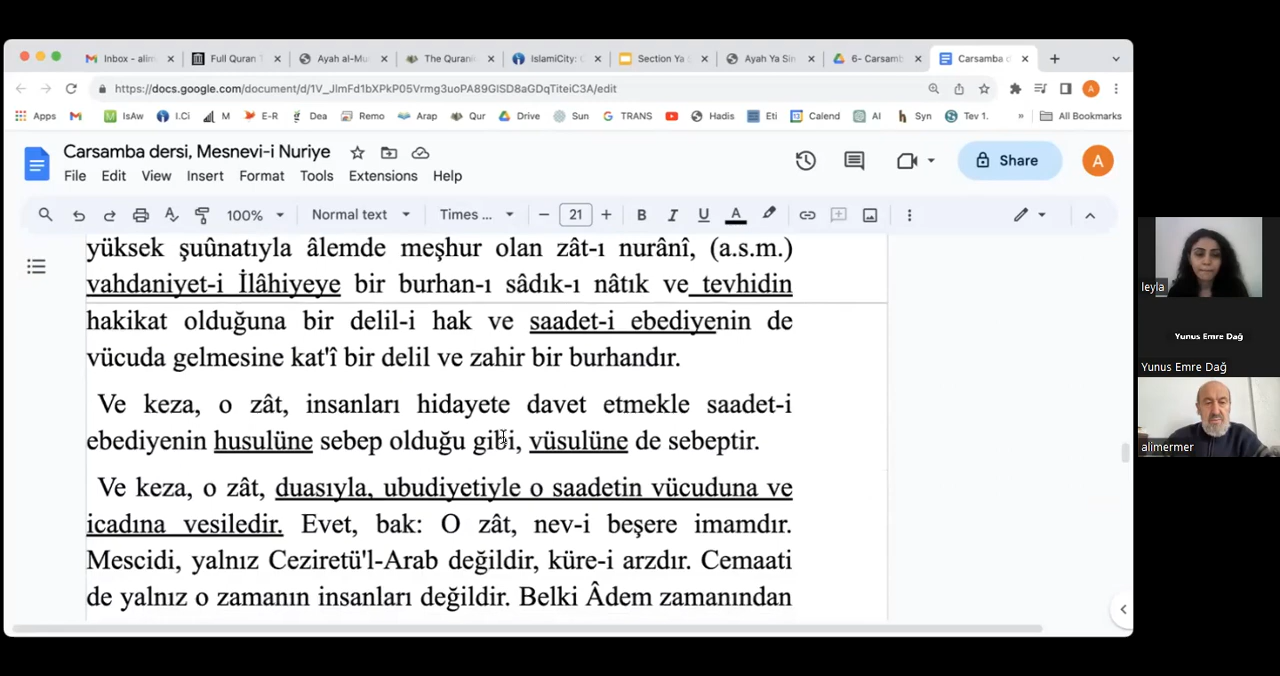 Inbox - alim
Full Quran T
Ayah al-Mu
The Qurani
IslamiCity: C
Section Ya S
Ayah Ya Sin
6- Carsamb
Carsamba d
https://docs.google.com/document/d/1V_JlmFd1bXPkP05Vrmg3uoPA89GlSD8aGDqTiteiC3A/edit
A
Apps IsAw I.Ci M E-R Dea Remo Arap Qur Drive Sun TRANS Hadis Eti Calend AI Syn Tev 1. » All Bookmarks
Carsamba dersi, Mesnevi-i Nuriye
Share
A
File Edit View Insert Format Tools Extensions Help
100% Normal text Times ... 21 B I U A
yüksek şuûnatıyla âlemde meşhur olan zât-ı nurânî, (a.s.m.)
vahdaniyet-i İlâhiyeye bir burhan-ı sâdık-ı nâtık ve tevhidin
hakikat olduğuna bir delil-i hak ve saadet-i ebediyenin de
vücuda gelmesine kat'î bir delil ve zahir bir burhandır.
Ve keza, o zât, insanları hidayete davet etmekle saadet-i
ebediyenin husulüne sebep olduğu gibi, vüsulüne de sebeptir.
Ve keza, o zât, duasıyla, ubudiyetiyle o saadetin vücuduna ve
icadına vesiledir. Evet, bak: O zât, nev-i beşere imamdır.
Mescidi, yalnız Ceziretü'l-Arab değildir, küre-i arzdır. Cemaati
de yalnız o zamanın insanları değildir. Belki Âdem zamanından
leyla
Yunus Emre Dağ
Yunus Emre Dağ
alimermer